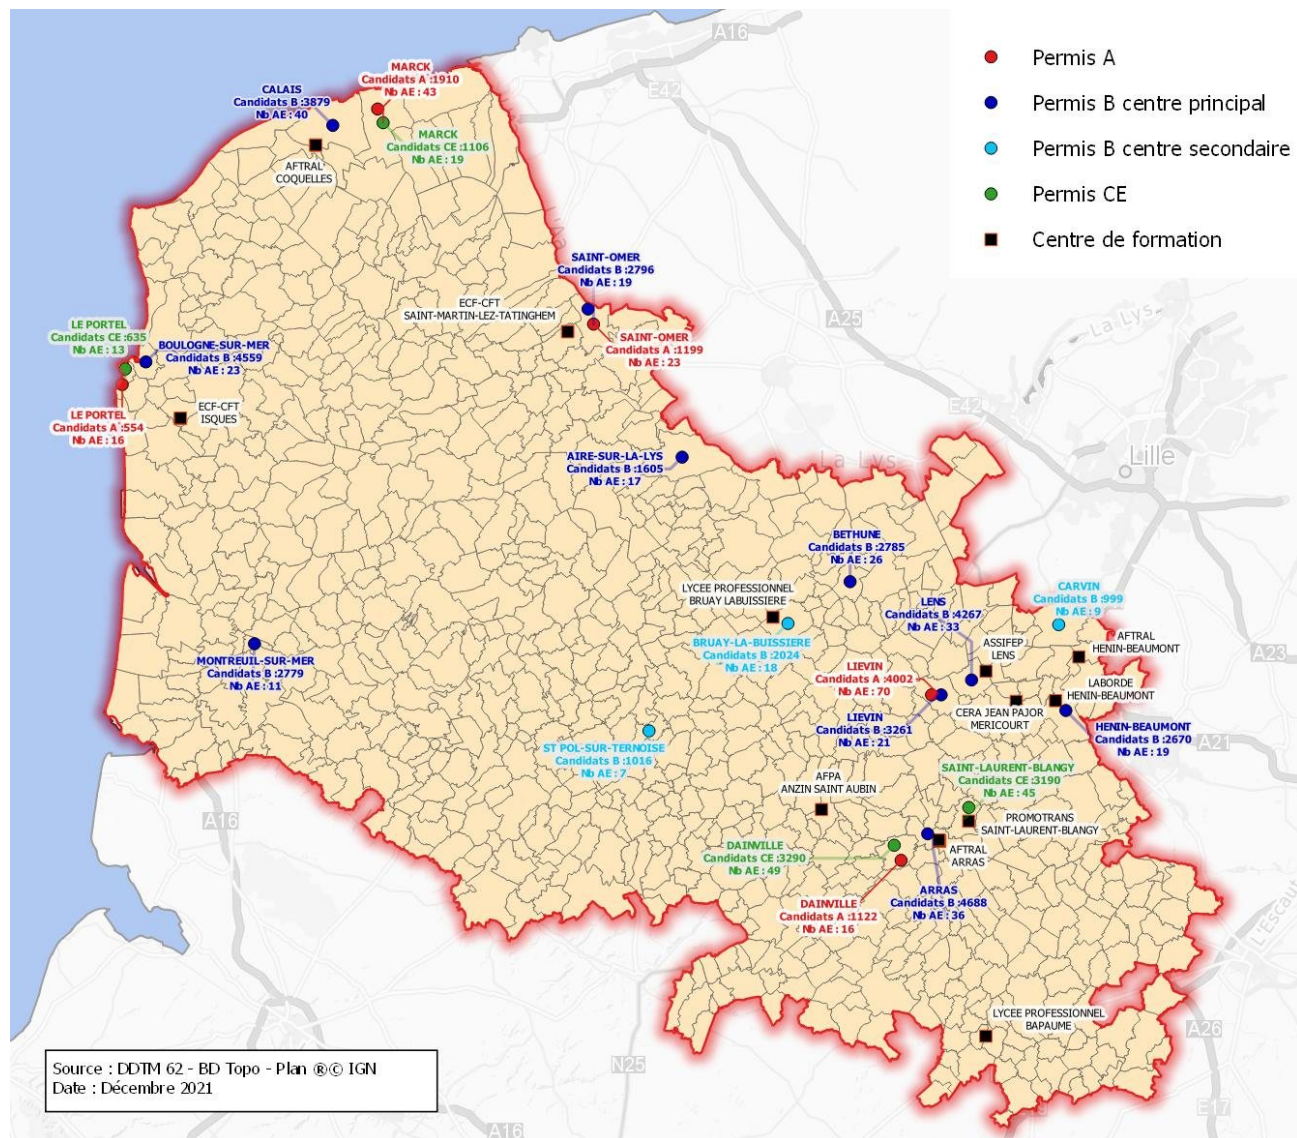 A16
E42
Permis A
Permis B centre principal
Permis B centre secondaire
Permis CE
Centre de formation
MARCK
Candidats A :1910
Nb AE : 43
CALAIS
Candidats B :3879
Nb AE : 40
MARCK
Candidats CE :1106
Nb AE : 19
AFTRAL
COQUELLES
L'Aa
SAINT-OMER
Candidats B :2796
Nb AE : 19
ECF-CFT
SAINT-MARTIN-LEZ-TATINGHEM
SAINT-OMER
Candidats A :1199
Nb AE : 23
A25
La Lys
LE PORTEL
Candidats CE :635
Nb AE : 13
BOULOGNE-SUR-MER
Candidats B :4559
Nb AE : 23
LE PORTEL
Candidats A :554
Nb AE : 16
ECF-CFT
ISQUES
E42
Lille
La Lys
AIRE-SUR-LA-LYS
Candidats B :1605
Nb AE : 17
BETHUNE
Candidats B :2785
Nb AE : 26
LYCEE PROFESSIONNEL
BRUAY LABUISSIERE
BRUAY-LA-BUISSIERE
Candidats B :2024
Nb AE : 18
LENS
Candidats B :4267
Nb AE : 33
CARVIN
Candidats B :999
Nb AE : 9
ASSIFEP
LENS
AFTRAL
HENIN-BEAUMONT
A23
MONTREUIL-SUR-MER
Candidats B :2779
Nb AE : 11
LIEVIN
Candidats A :4002
Nb AE : 70
LIEVIN
Candidats B :3261
Nb AE : 21
CERA JEAN PAJOR
MERICOURT
LABORDE
HENIN-BEAUMONT
HENIN-BEAUMONT
Candidats B :2670
Nb AE : 19
A21
ST POL-SUR-TERNOISE
Candidats B :1016
Nb AE : 7
SAINT-LAURENT-BLANGY
Candidats CE :3190
Nb AE : 45
AFPA
ANZIN SAINT AUBIN
PROMOTRANS
SAINT-LAURENT-BLANGY
A16
DAINVILLE
Candidats CE :3290
Nb AE : 49
AFTRAL
ARRAS
DAINVILLE
Candidats A :1122
Nb AE : 16
ARRAS
Candidats B :4688
Nb AE : 36
L'Escaut
LYCEE PROFESSIONNEL
BAPAUME
A26
N25
E17
A16
Source : DDTM 62 - BD Topo - Plan ®© IGN
Date : Décembre 2021